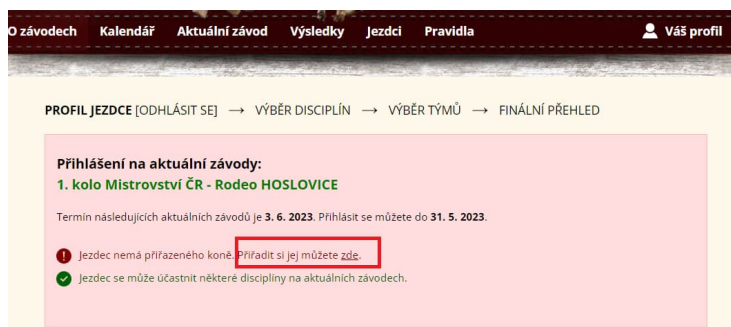 O závodech Kalendář Aktuální závod Výsledky Jezdci Pravidla Váš profil
PROFIL JEZDCE [ODHLÁSIT SE] → VÝBĚR DISCIPLÍN → VÝBĚR TÝMŮ → FINÁLNÍ PŘEHLED
Přihlášení na aktuální závody:
1. kolo Mistrovství ČR - Rodeo HOSLOVICE
Termín následujících aktuálních závodů je 3. 6. 2023. Přihlásit se můžete do 31. 5. 2023.
Jezdec nemá přiřazeného koně. Přiřadit si jej můžete zde.
Jezdec se může účastnit některé disciplíny na aktuálních závodech.